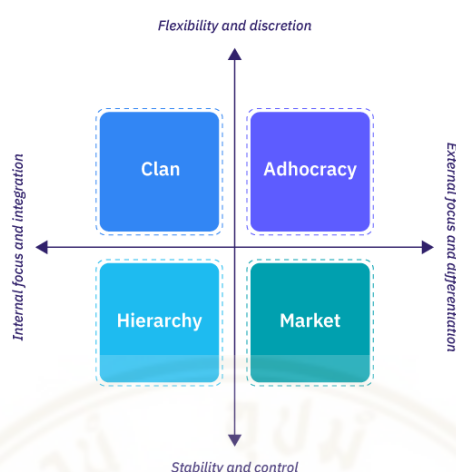 Flexibility and discretion
Internal focus and integration
Clan
Adhocracy
External focus and differentiation
Hierarchy
Market
Stability and control